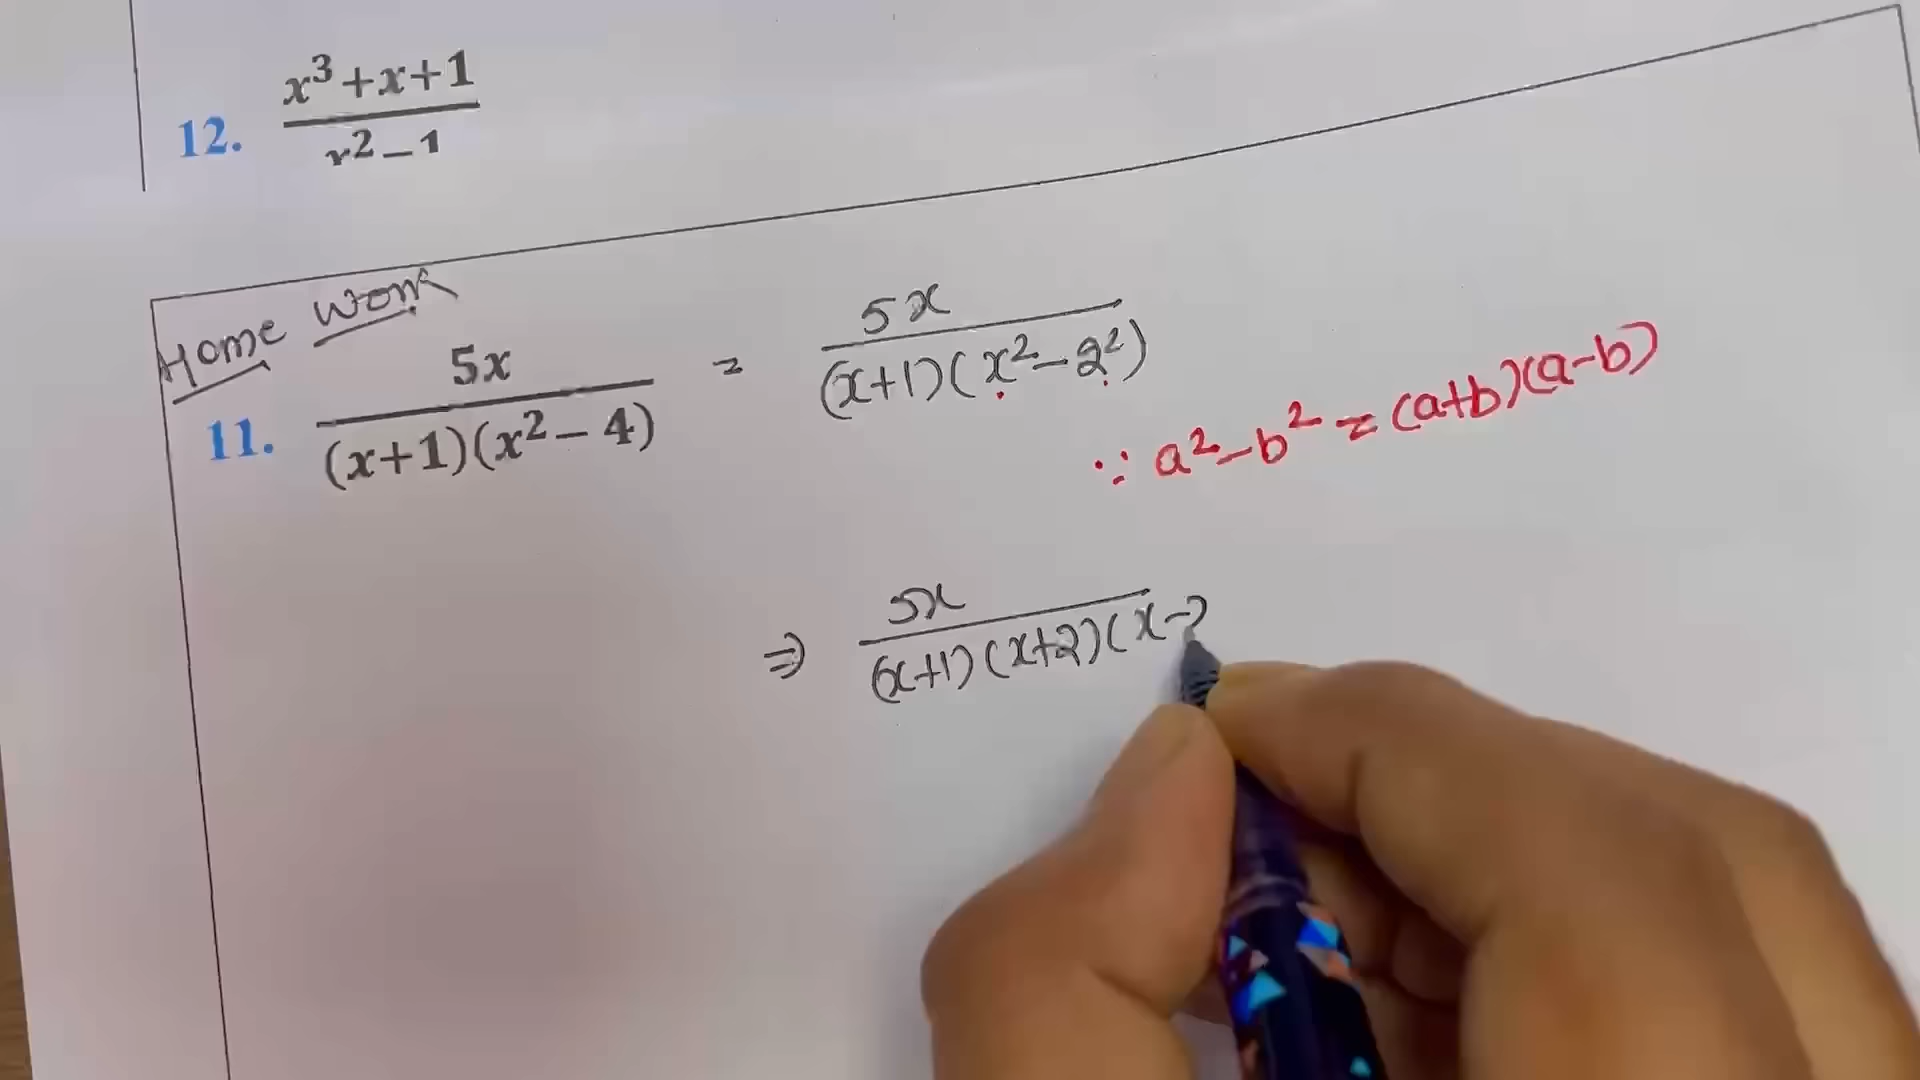 12. x³+x+1 / x²−1
Home Work
11. 5x / (x+1)(x²−4) = 5x / (x+1)(x²−2²)
∵ a²−b² = (a+b)(a−b)
⇒ 5x / (x+1)(x+2)(x−2